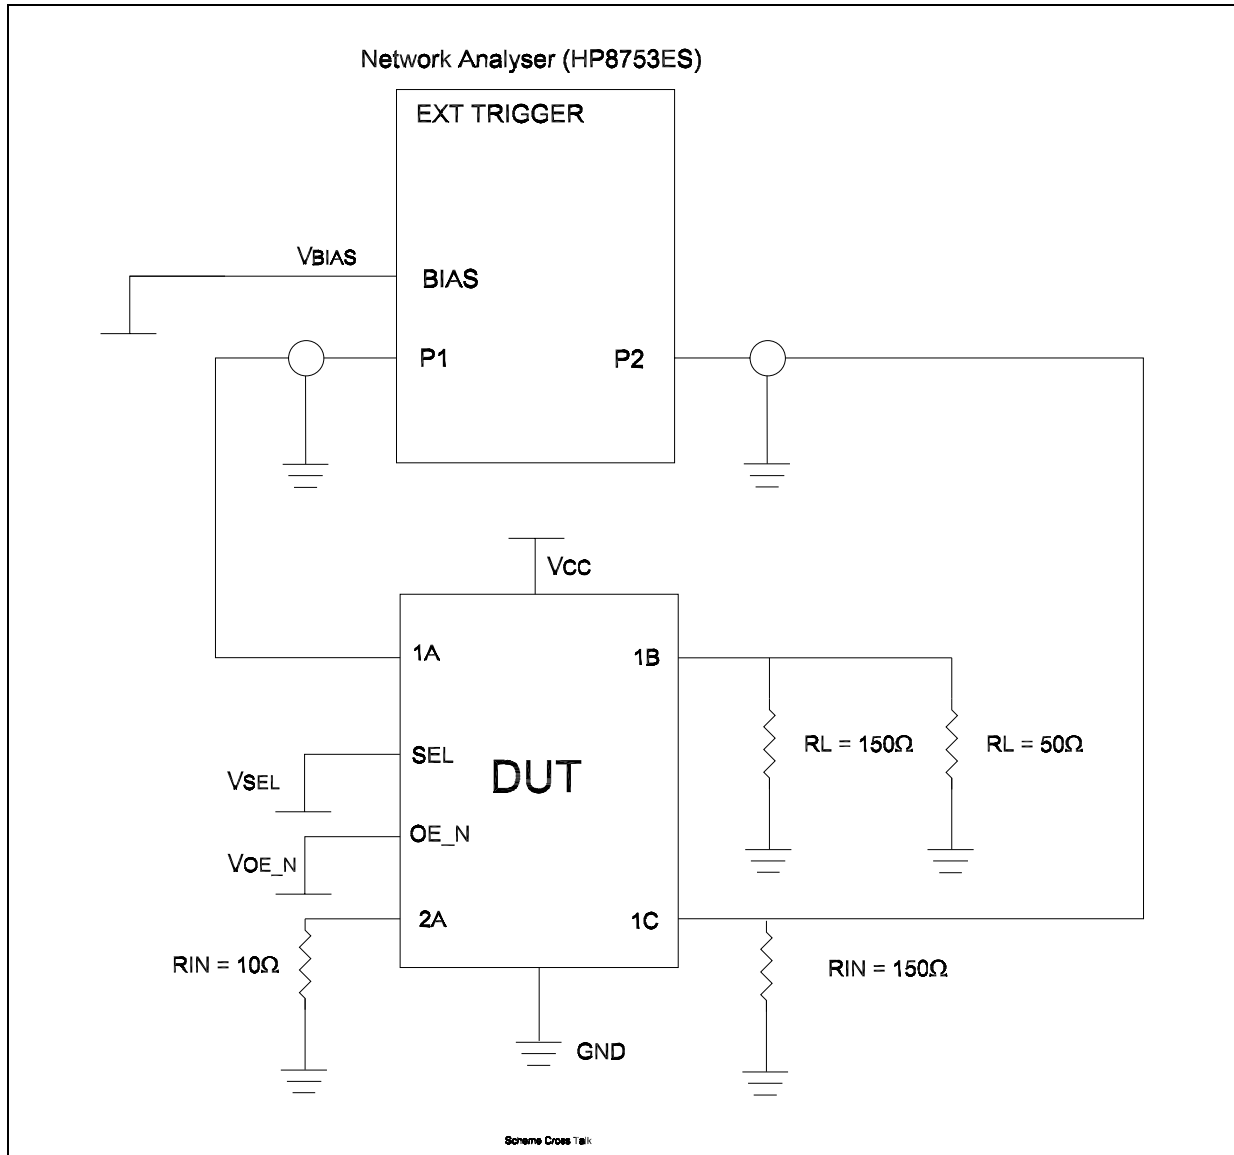 Network Analyser (HP8753ES)
EXT TRIGGER
VBIAS
BIAS
P1
P2
VCC
1A
1B
RL = 150Ω
RL = 50Ω
SEL
VSEL
DUT
OE_N
VOE_N
2A
1C
RIN = 10Ω
RIN = 150Ω
GND
Scheme Cross Talk